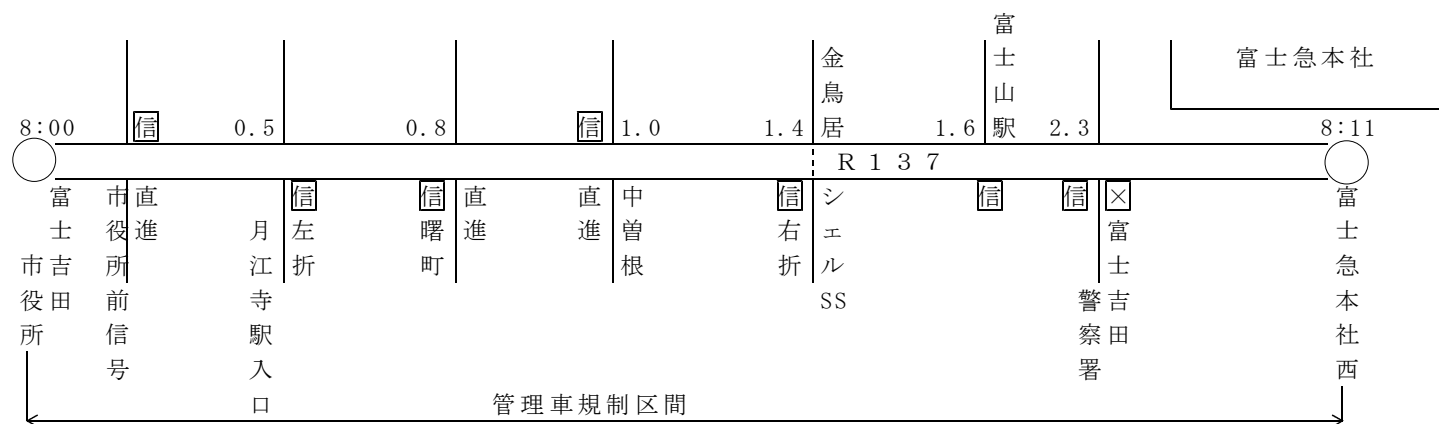 8:00
富士吉田
市役所
市役所前信号
信
直進
0.5
月江寺駅入口
信
左折
0.8
信
曙町
直進
信
直進
1.0
中曽根
1.4
信
右折
金鳥居
シェルSS
R137
1.6
富士山駅
信
2.3
信
×
富士吉田
警察署
富士急本社
8:11
富士急本社西
管理車規制区間